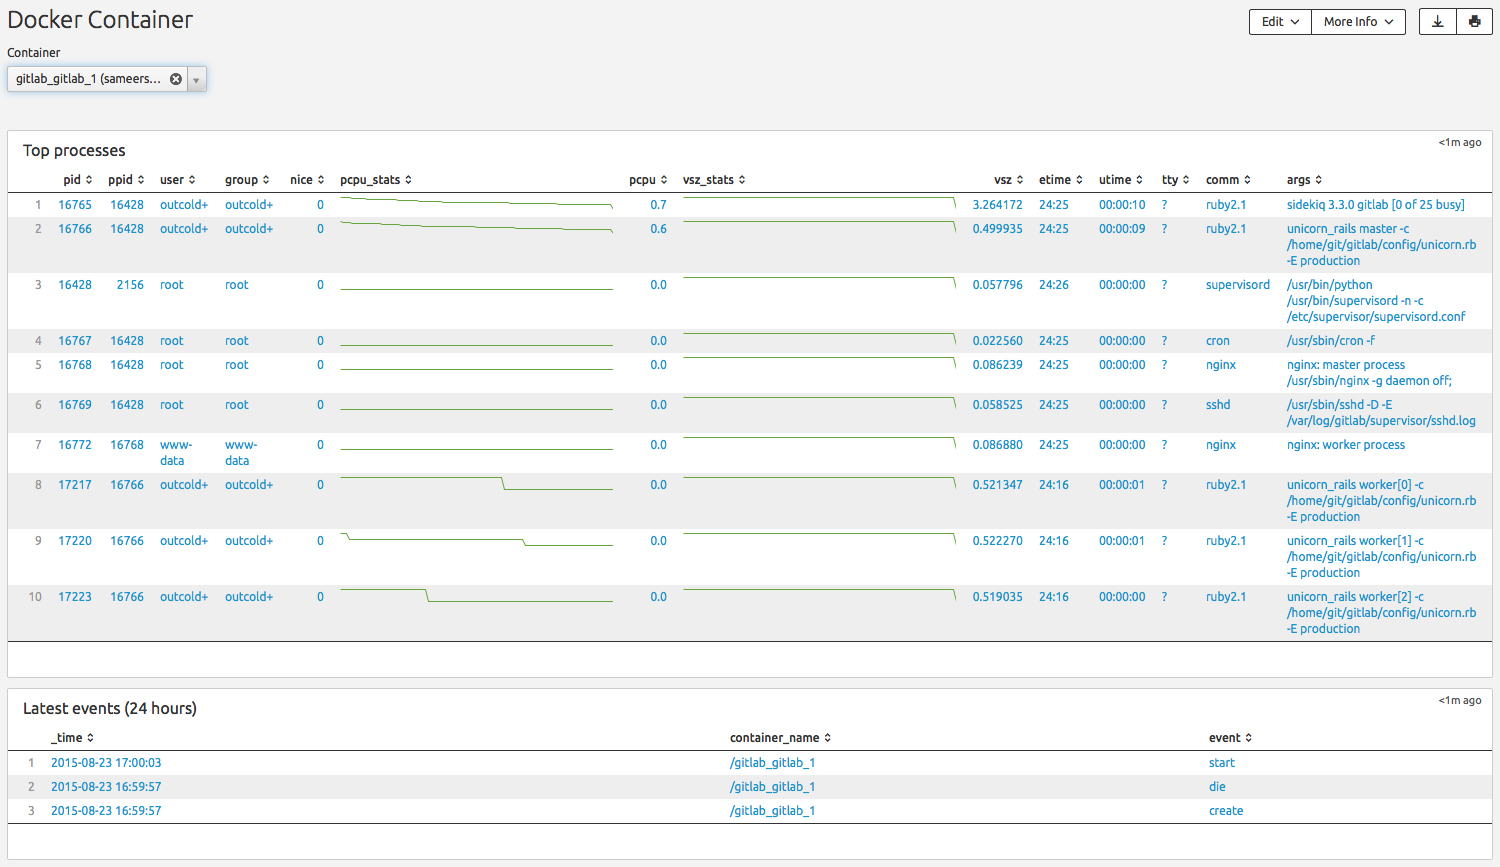 Docker Container
Edit More Info
Container
gitlab_gitlab_1 (sameers...
Top processes
<1m ago
pid ppid user group nice pcpu_stats pcpu vsz_stats vsz etime utime tty comm args
1 16765 16428 outcold+ outcold+ 0 0.7 3.264172 24:25 00:00:10 ? ruby2.1 sidekiq 3.3.0 gitlab [0 of 25 busy]
2 16766 16428 outcold+ outcold+ 0 0.6 0.499935 24:25 00:00:09 ? ruby2.1 unicorn_rails master -c
/home/git/gitlab/config/unicorn.rb
-E production
3 16428 2156 root root 0 0.0 0.057796 24:26 00:00:00 ? supervisord /usr/bin/python
/usr/bin/supervisord -n -c
/etc/supervisor/supervisord.conf
4 16767 16428 root root 0 0.0 0.022560 24:25 00:00:00 ? cron /usr/sbin/cron -f
5 16768 16428 root root 0 0.0 0.086239 24:25 00:00:00 ? nginx nginx: master process
/usr/sbin/nginx -g daemon off;
6 16769 16428 root root 0 0.0 0.058525 24:25 00:00:00 ? sshd /usr/sbin/sshd -D -E
/var/log/gitlab/supervisor/sshd.log
7 16772 16768 www- www- 0 0.0 0.086880 24:25 00:00:00 ? nginx nginx: worker process
data data
8 17217 16766 outcold+ outcold+ 0 0.0 0.521347 24:16 00:00:01 ? ruby2.1 unicorn_rails worker[0] -c
/home/git/gitlab/config/unicorn.rb
-E production
9 17220 16766 outcold+ outcold+ 0 0.0 0.522270 24:16 00:00:01 ? ruby2.1 unicorn_rails worker[1] -c
/home/git/gitlab/config/unicorn.rb
-E production
10 17223 16766 outcold+ outcold+ 0 0.0 0.519035 24:16 00:00:00 ? ruby2.1 unicorn_rails worker[2] -c
/home/git/gitlab/config/unicorn.rb
-E production
Latest events (24 hours)
<1m ago
_time container_name event
1 2015-08-23 17:00:03 /gitlab_gitlab_1 start
2 2015-08-23 16:59:57 /gitlab_gitlab_1 die
3 2015-08-23 16:59:57 /gitlab_gitlab_1 create